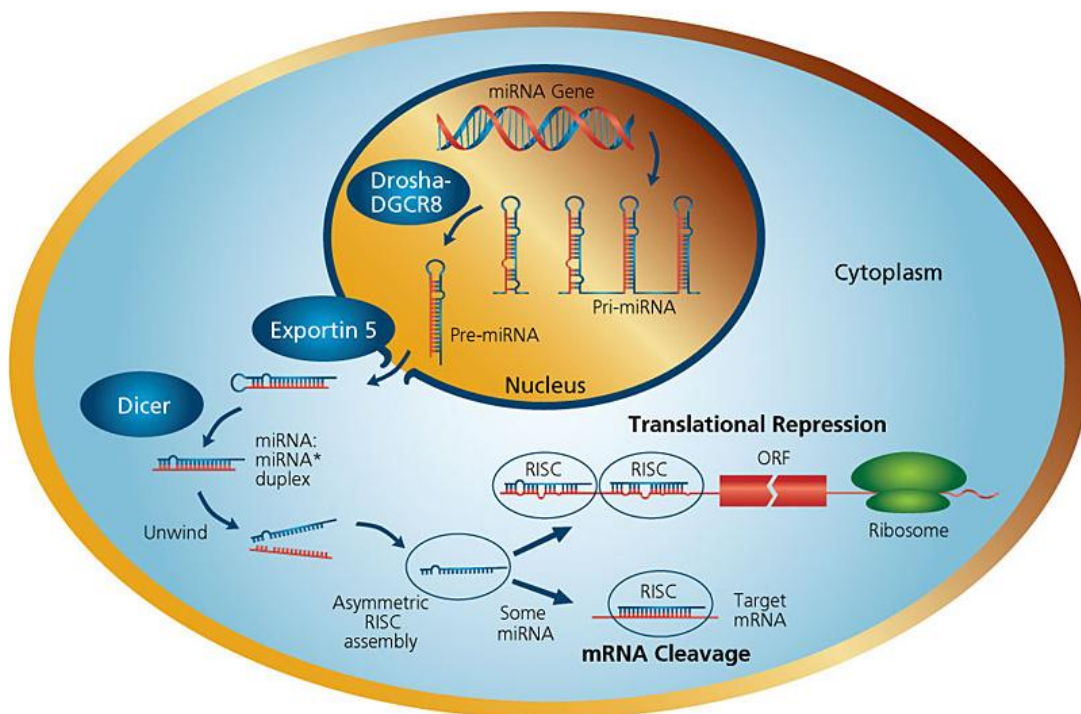 miRNA Gene
Drosha-
DGCR8
Pri-miRNA
Pre-miRNA
Exportin 5
Nucleus
Cytoplasm
Dicer
miRNA:
miRNA*
duplex
Unwind
Asymmetric
RISC
assembly
Some
miRNA
Translational Repression
RISC
RISC
ORF
Ribosome
RISC
Target
mRNA
mRNA Cleavage